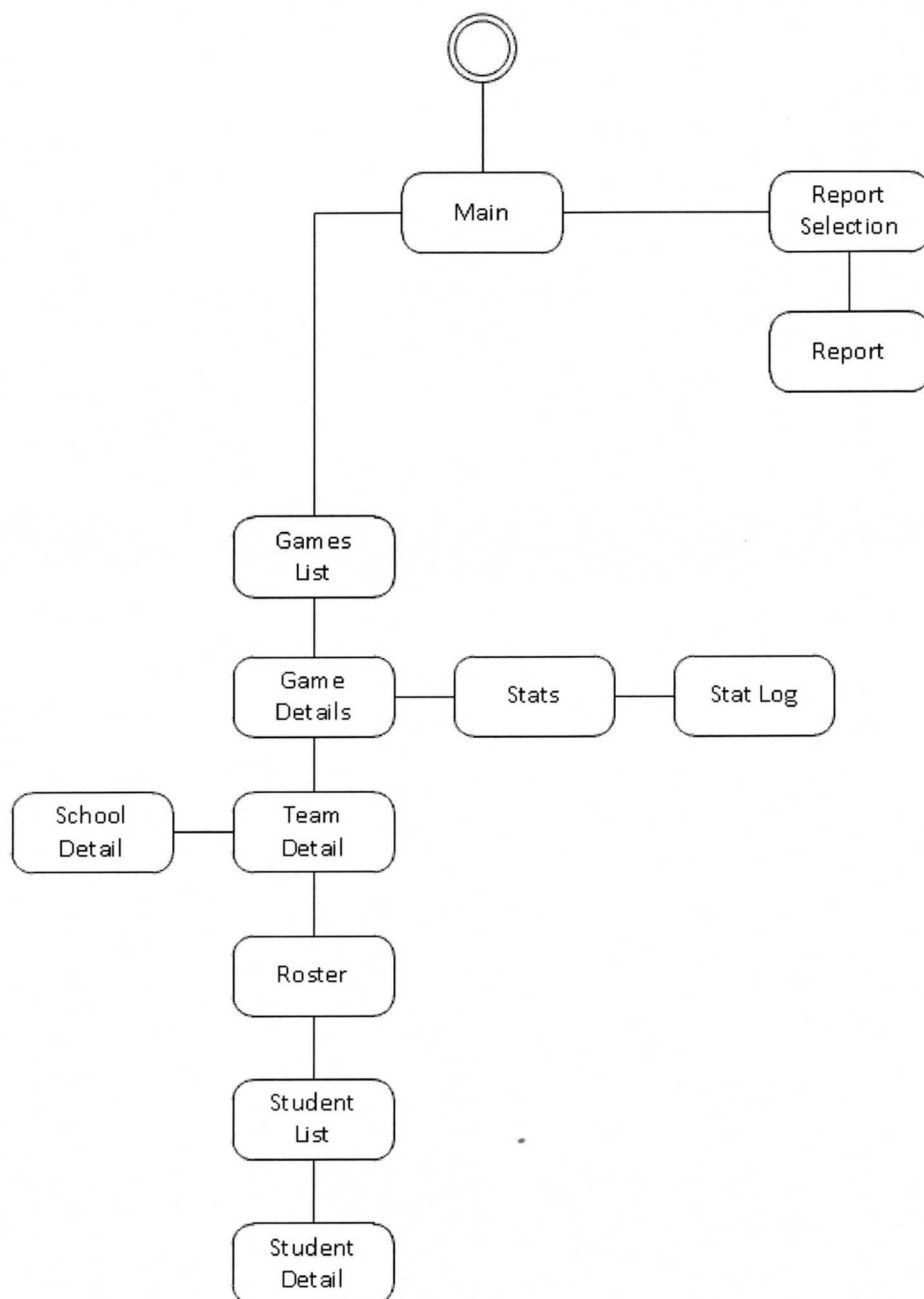 Main
Report
Selection
Report
Games
List
Game
Details
Stats
Stat Log
School
Detail
Team
Detail
Roster
Student
List
Student
Detail